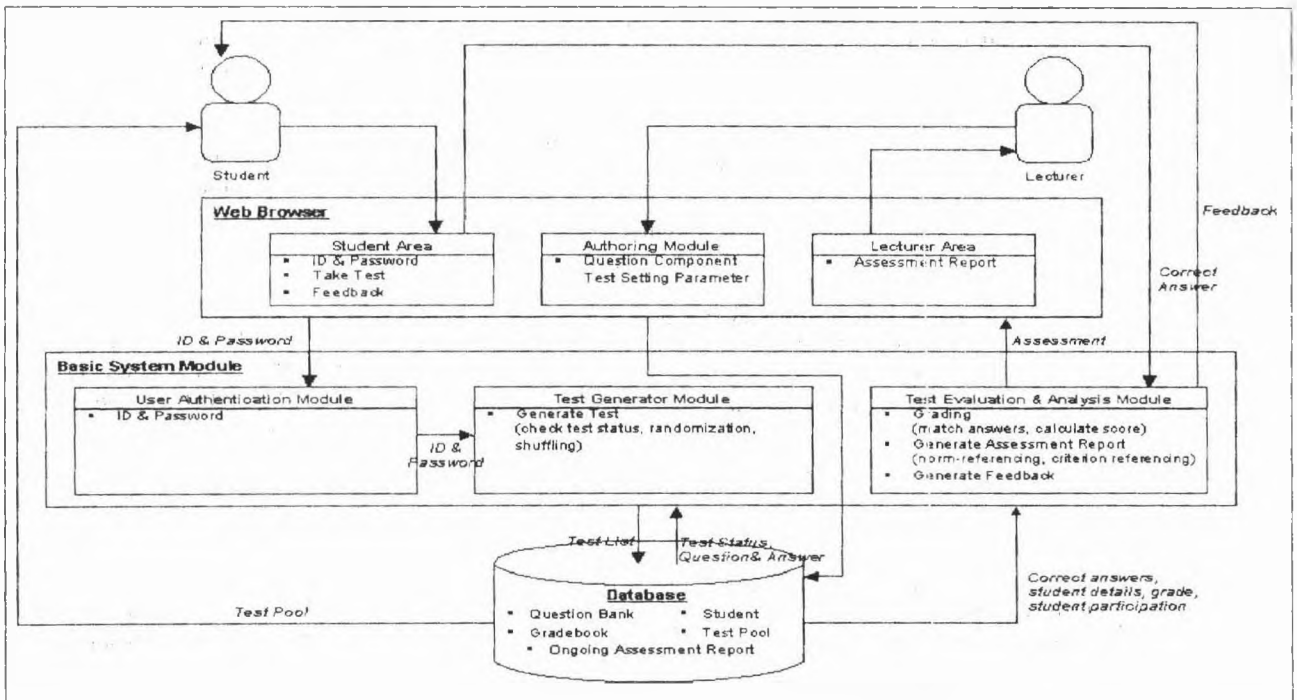 Student
Lecturer
Web Browser
Feedback
Student Area
▪ ID & Password
▪ Take Test
▪ Feedback
Authoring Module
▪ Question Component
Test Setting Parameter
Lecturer Area
▪ Assessment Report
Correct
Answer
ID & Password
Assessment
Basic System Module
User Authentication Module
▪ ID & Password
ID &
Password
Test Generator Module
▪ Generate Test
(check test status, randomization,
shuffling)
Test Evaluation & Analysis Module
▪ Grading
(match answers, calculate score)
▪ Generate Assessment Report
(norm-referencing, criterion referencing)
▪ Generate Feedback
Test List
Test Status,
Question& Answer
Database
▪ Question Bank
▪ Student
▪ Gradebook
▪ Test Pool
▪ Ongoing Assessment Report
Test Pool
Correct answers,
student details, grade,
student participation